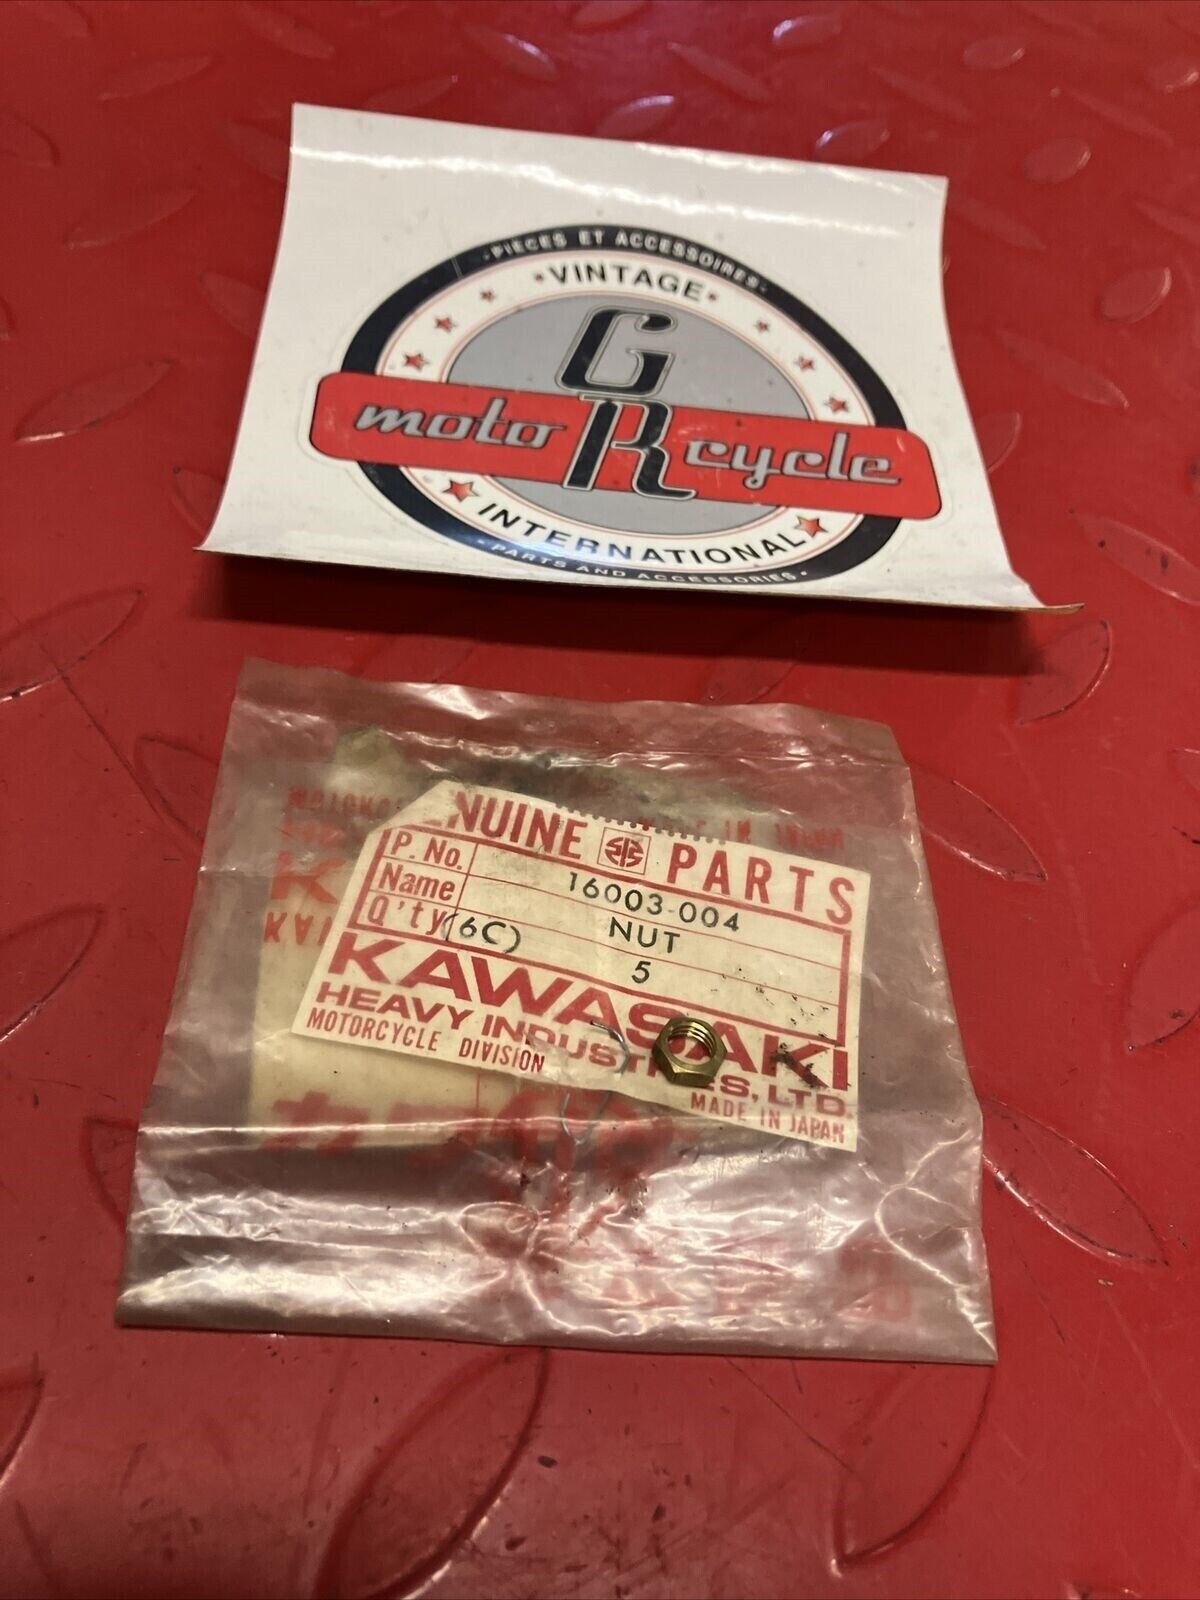 ·PIECES ET ACCESSOIRES·
·VINTAGE·
G
moto R cycle
INTERNATIONAL
·PARTS AND ACCESSORIES·
GENUINE PARTS
P. No. 16003-004
Name NUT
Q'ty (6C) 5
KAWASAKI
HEAVY INDUSTRIES, LTD.
MOTORCYCLE DIVISION
MADE IN JAPAN